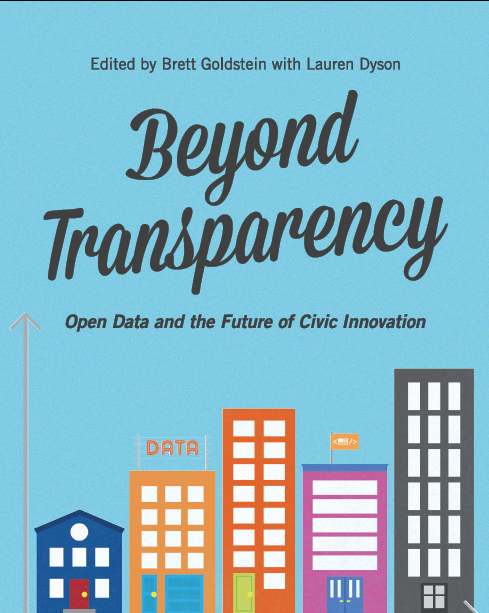 Edited by Brett Goldstein with Lauren Dyson
Beyond
Transparency
Open Data and the Future of Civic Innovation
DATA